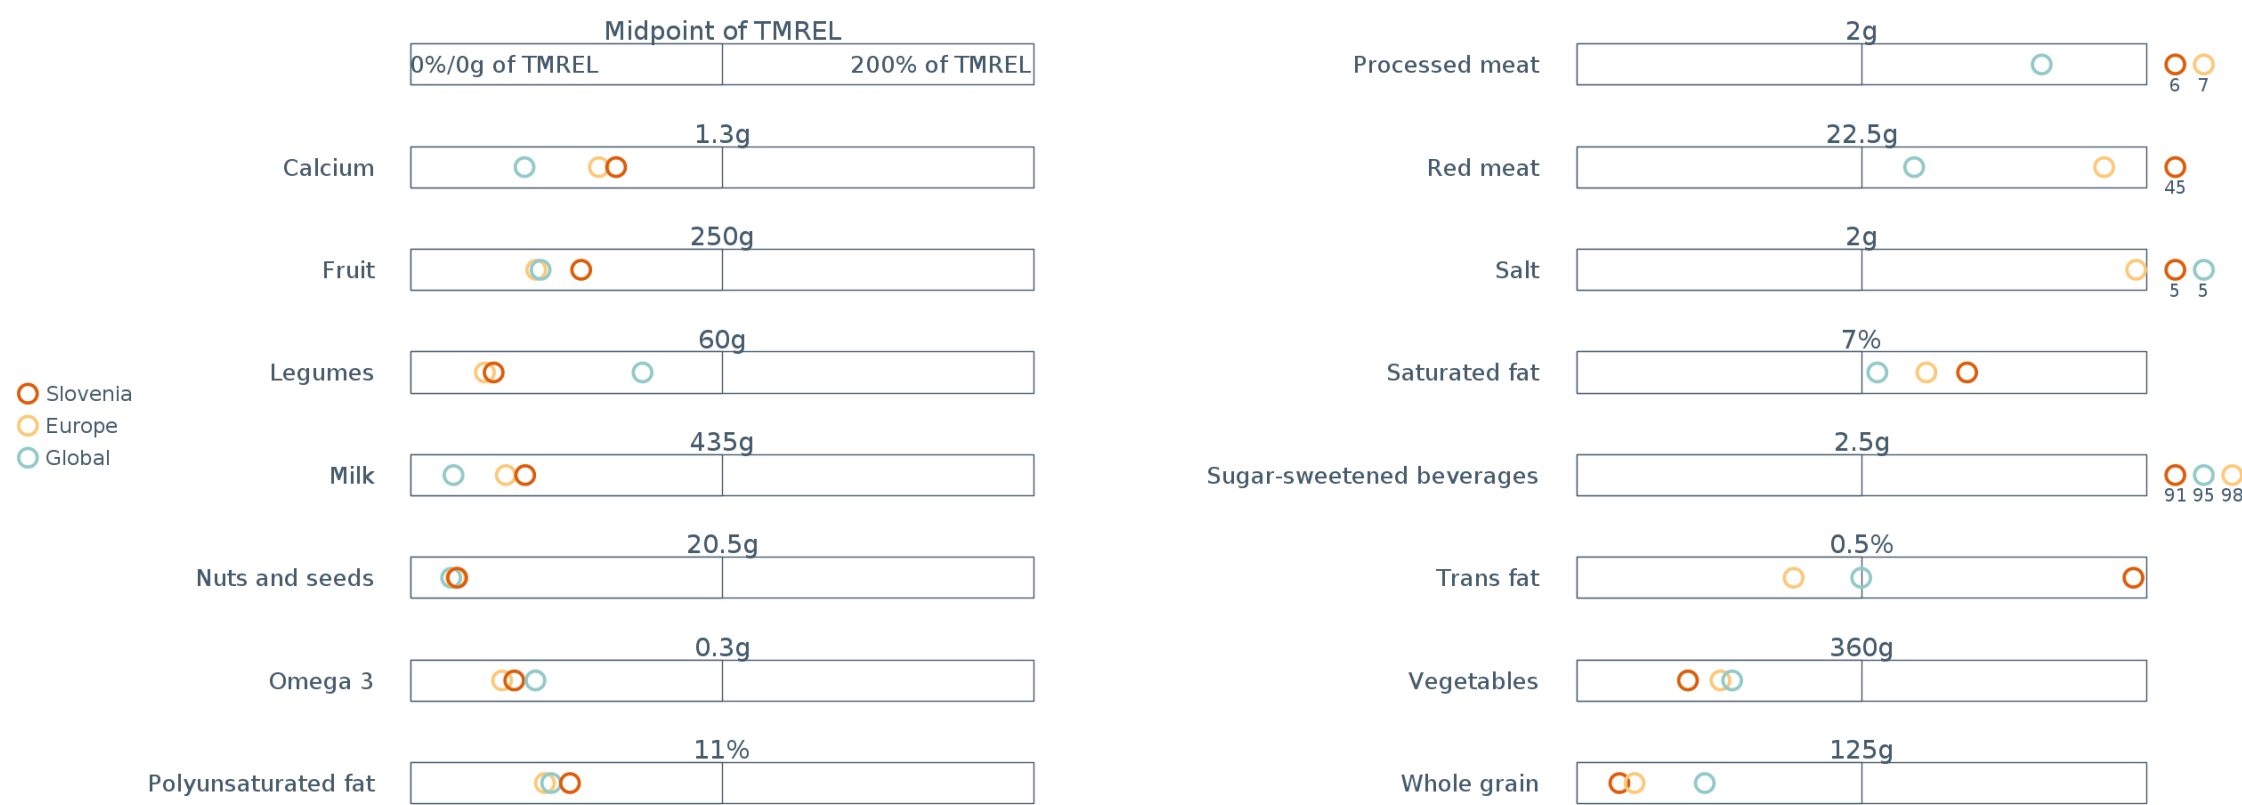 Midpoint of TMREL
0%/0g of TMREL
200% of TMREL
Calcium
1.3g
Fruit
250g
Legumes
60g
Milk
435g
Nuts and seeds
20.5g
Omega 3
0.3g
Polyunsaturated fat
11%
Slovenia
Europe
Global
Processed meat
2g
6 7
Red meat
22.5g
45
Salt
2g
5 5
Saturated fat
7%
Sugar-sweetened beverages
2.5g
91 95 98
Trans fat
0.5%
Vegetables
360g
Whole grain
125g